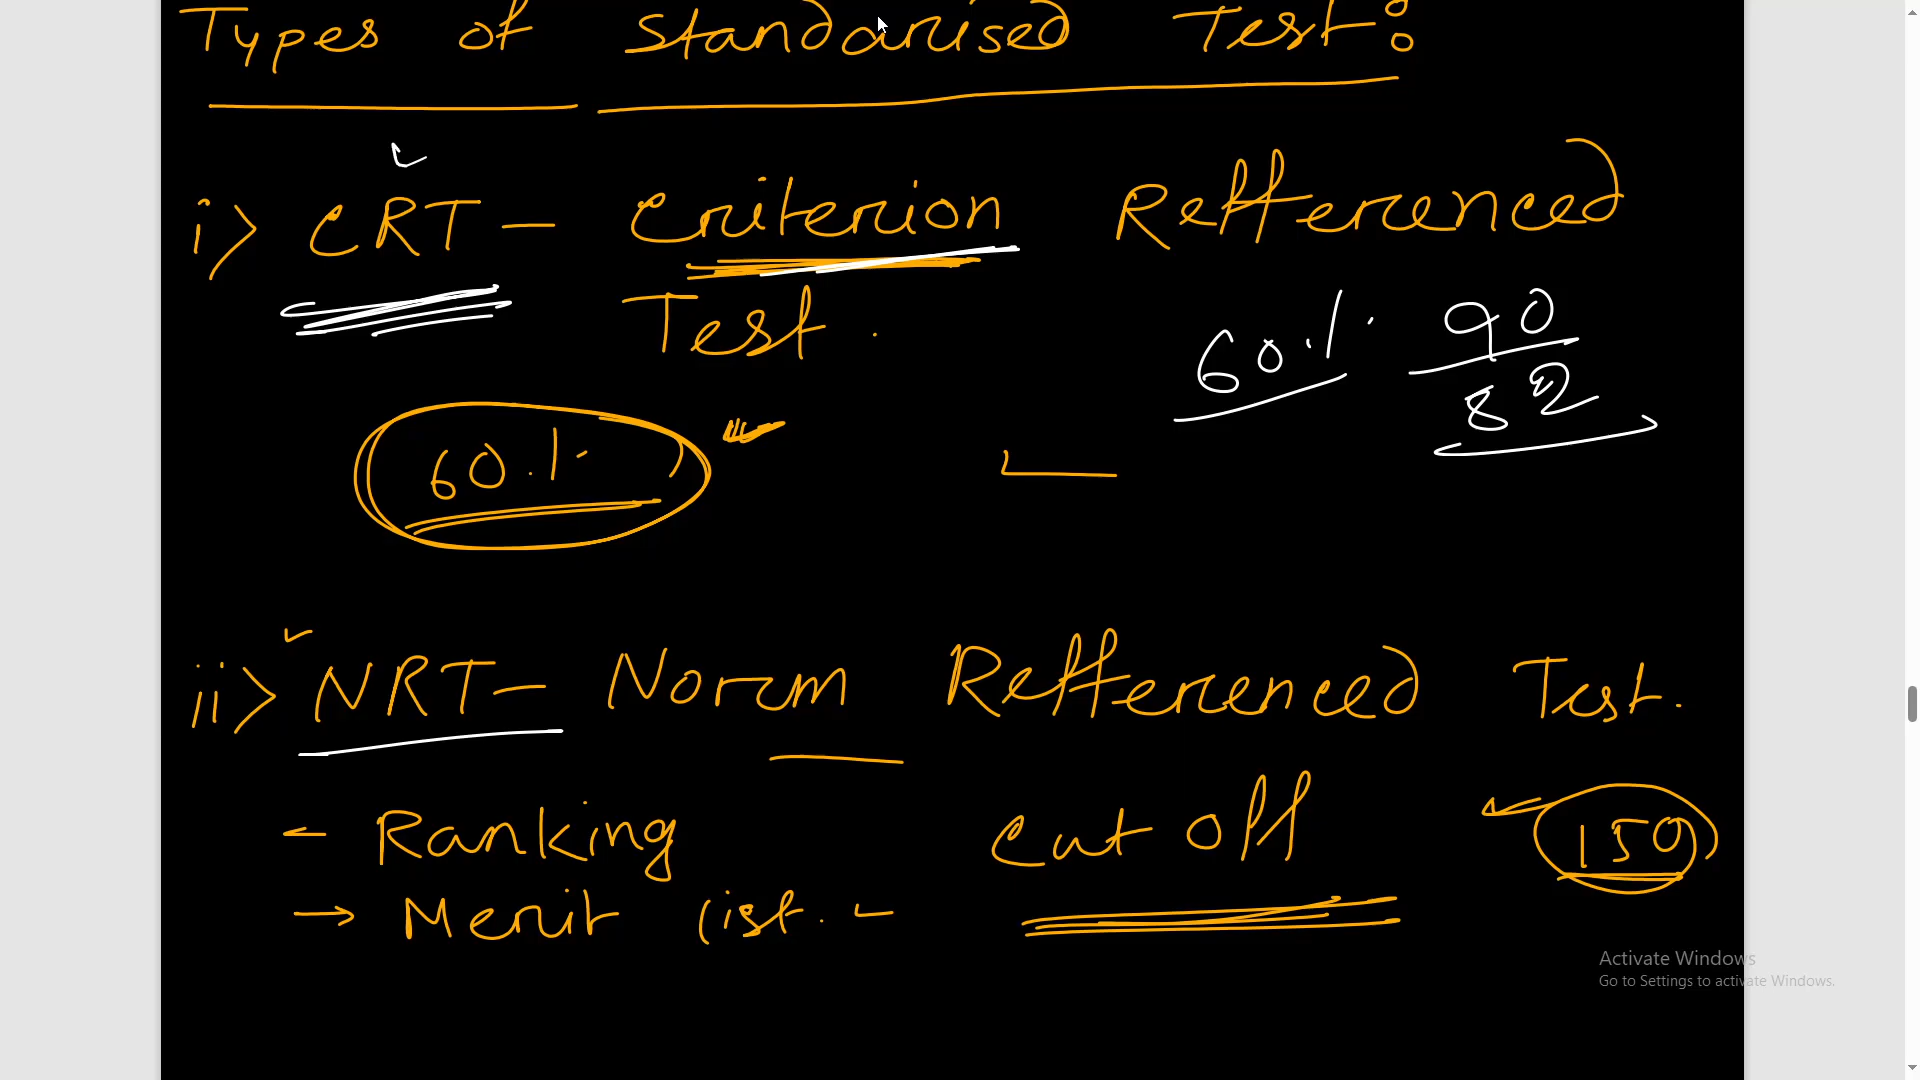 Types of Standarised Test:
i) CRT - Criterion Refferenced
Test.
60% 90
82
60%
ii) NRT - Norm Refferenced Test.
- Ranking Cut Off 150
→ Merit list.
Activate Windows
Go to Settings to activate Windows.